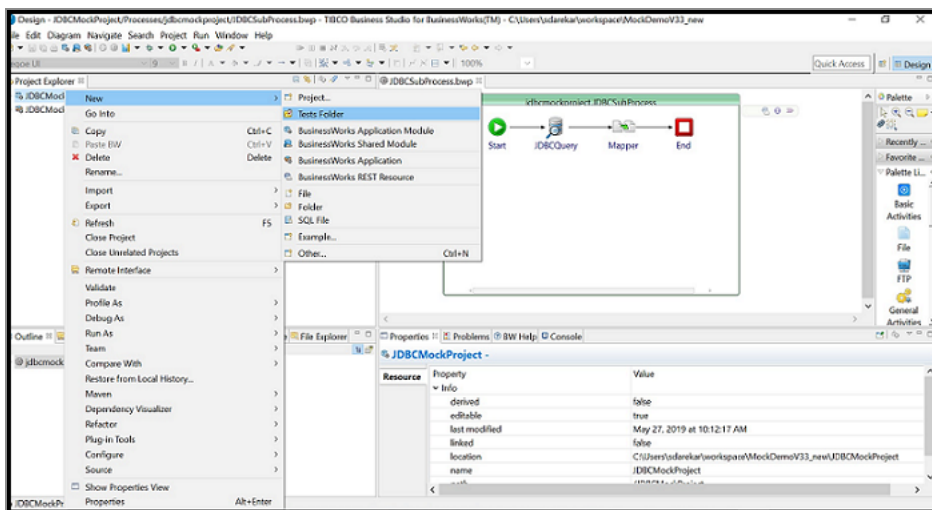 Design - JDBCMockProject/Processes/jdbcmockproject/JDBCSubProcess.bwp - TIBCO Business Studio for BusinessWorks(TM) - C:\Users\sdarekar\workspace\MockDemoV33_new
File Edit Diagram Navigate Search Project Run Window Help
9
100%
Quick Access
Design
Project Explorer
JDBCMock
JDBCMock
New
Go Into
Copy Ctrl+C
Paste BW Ctrl+V
Delete Delete
Rename...
Import
Export
Refresh F5
Close Project
Close Unrelated Projects
Remote Interface
Validate
Profile As
Debug As
Run As
Team
Compare With
Restore from Local History...
Maven
Dependency Visualizer
Refactor
Plug-in Tools
Configure
Source
Show Properties View
Properties Alt+Enter
Project...
Tests Folder
BusinessWorks Application Module
BusinessWorks Shared Module
BusinessWorks Application
BusinessWorks REST Resource
File
Folder
SQL File
Example...
Other... Ctrl+N
JDBCSubProcess.bwp
jdbcmockproject.JDBCSubProcess
Start
JDBCQuery
Mapper
End
Palette
Recently ...
Favorite ...
Palette Li...
Basic
Activities
File
FTP
General
Activities
Outline
File Explorer
jdbcmock
Properties
Problems
BW Help
Console
JDBCMockProject -
Resource
Property Value
Info
derived false
editable true
last modified May 27, 2019 at 10:12:17 AM
linked false
location C:\Users\sdarekar\workspace\MockDemoV33_new\JDBCMockProject
name JDBCMockProject
JDBCMockPr